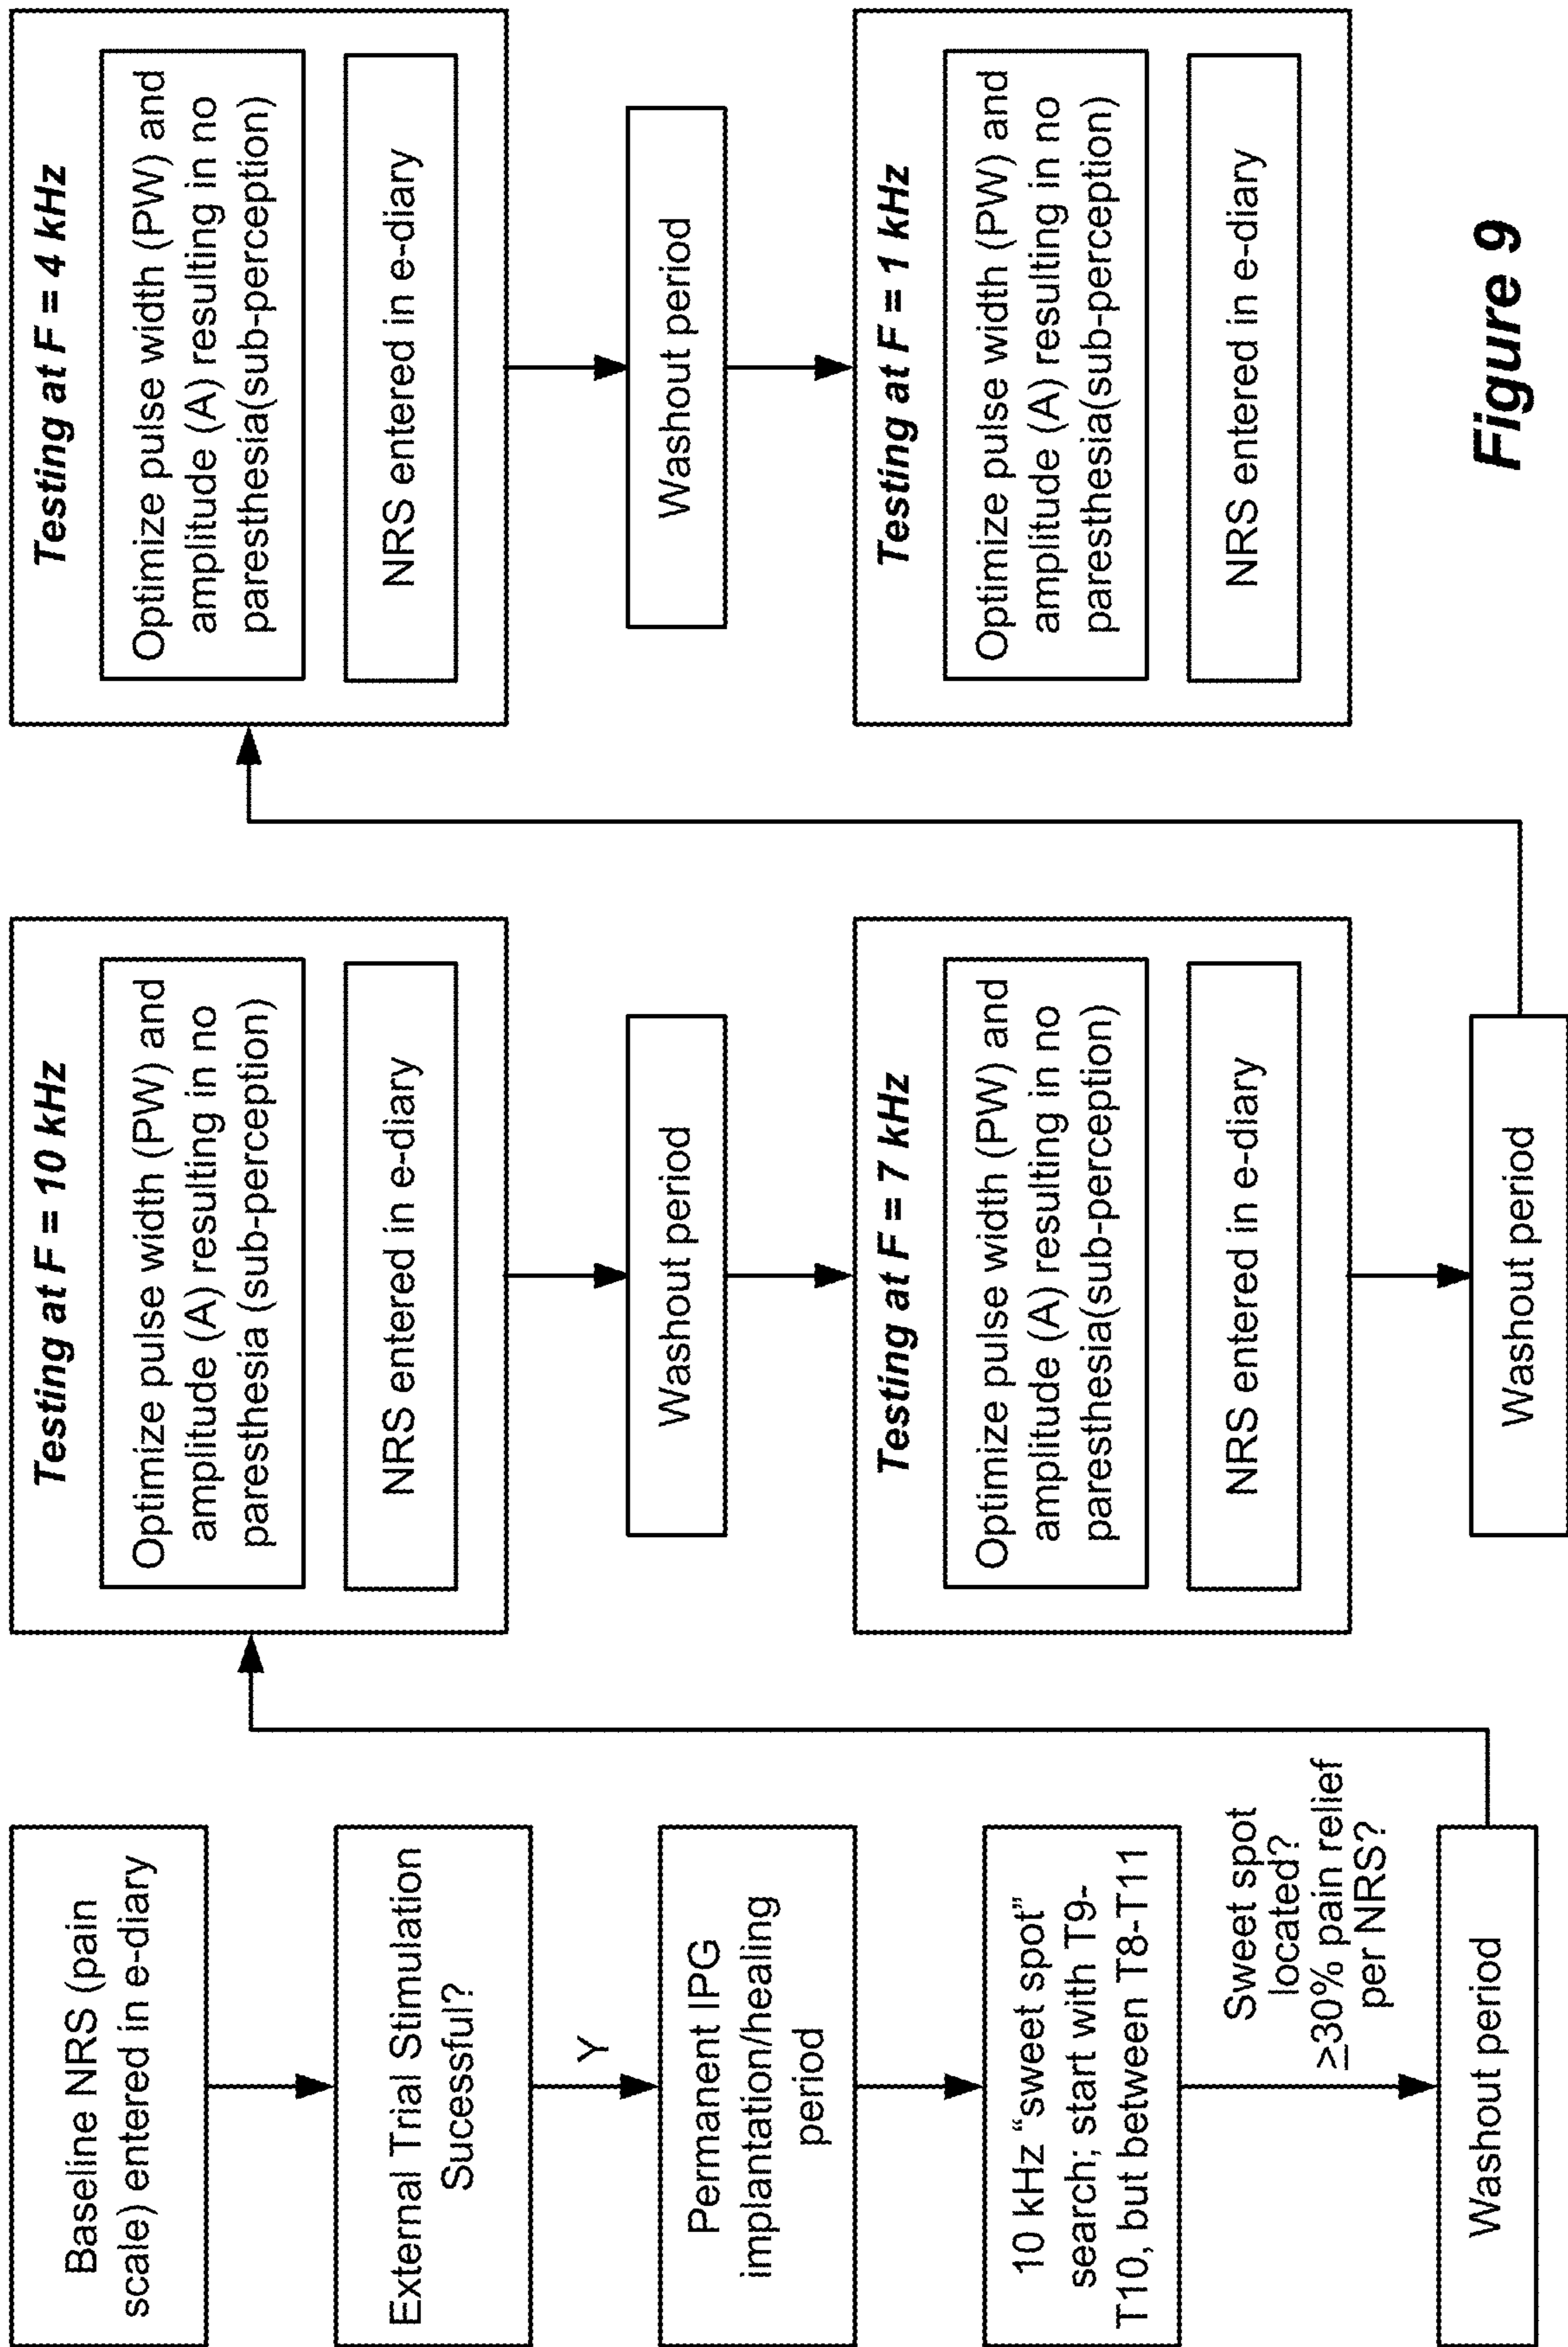 Baseline NRS (pain
scale) entered in e-diary
External Trial Stimulation
Sucessful?
Y
Permanent IPG
implantation/healing
period
10 kHz “sweet spot”
search; start with T9-
T10, but between T8-T11
Sweet spot
located?
≥30% pain relief
per NRS?
Washout period
Testing at F = 10 kHz
Optimize pulse width (PW) and
amplitude (A) resulting in no
paresthesia (sub-perception)
NRS entered in e-diary
Washout period
Testing at F = 7 kHz
Optimize pulse width (PW) and
amplitude (A) resulting in no
paresthesia(sub-perception)
NRS entered in e-diary
Washout period
Testing at F = 4 kHz
Optimize pulse width (PW) and
amplitude (A) resulting in no
paresthesia(sub-perception)
NRS entered in e-diary
Washout period
Testing at F = 1 kHz
Optimize pulse width (PW) and
amplitude (A) resulting in no
paresthesia(sub-perception)
NRS entered in e-diary
Figure 9